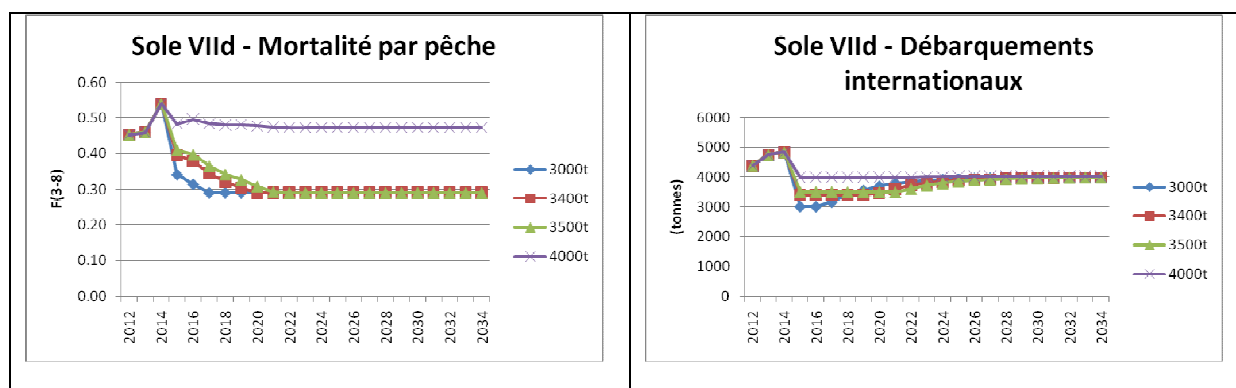 Sole VIId - Mortalité par pêche
F(3-8)
0.60
0.50
0.40
0.30
0.20
0.10
0.00
2012
2014
2016
2018
2020
2022
2024
2026
2028
2030
2032
2034
3000t
3400t
3500t
4000t
Sole VIId - Débarquements
internationaux
(tonnes)
6000
5000
4000
3000
2000
1000
0
2012
2014
2016
2018
2020
2022
2024
2026
2028
2030
2032
2034
3000t
3400t
3500t
4000t